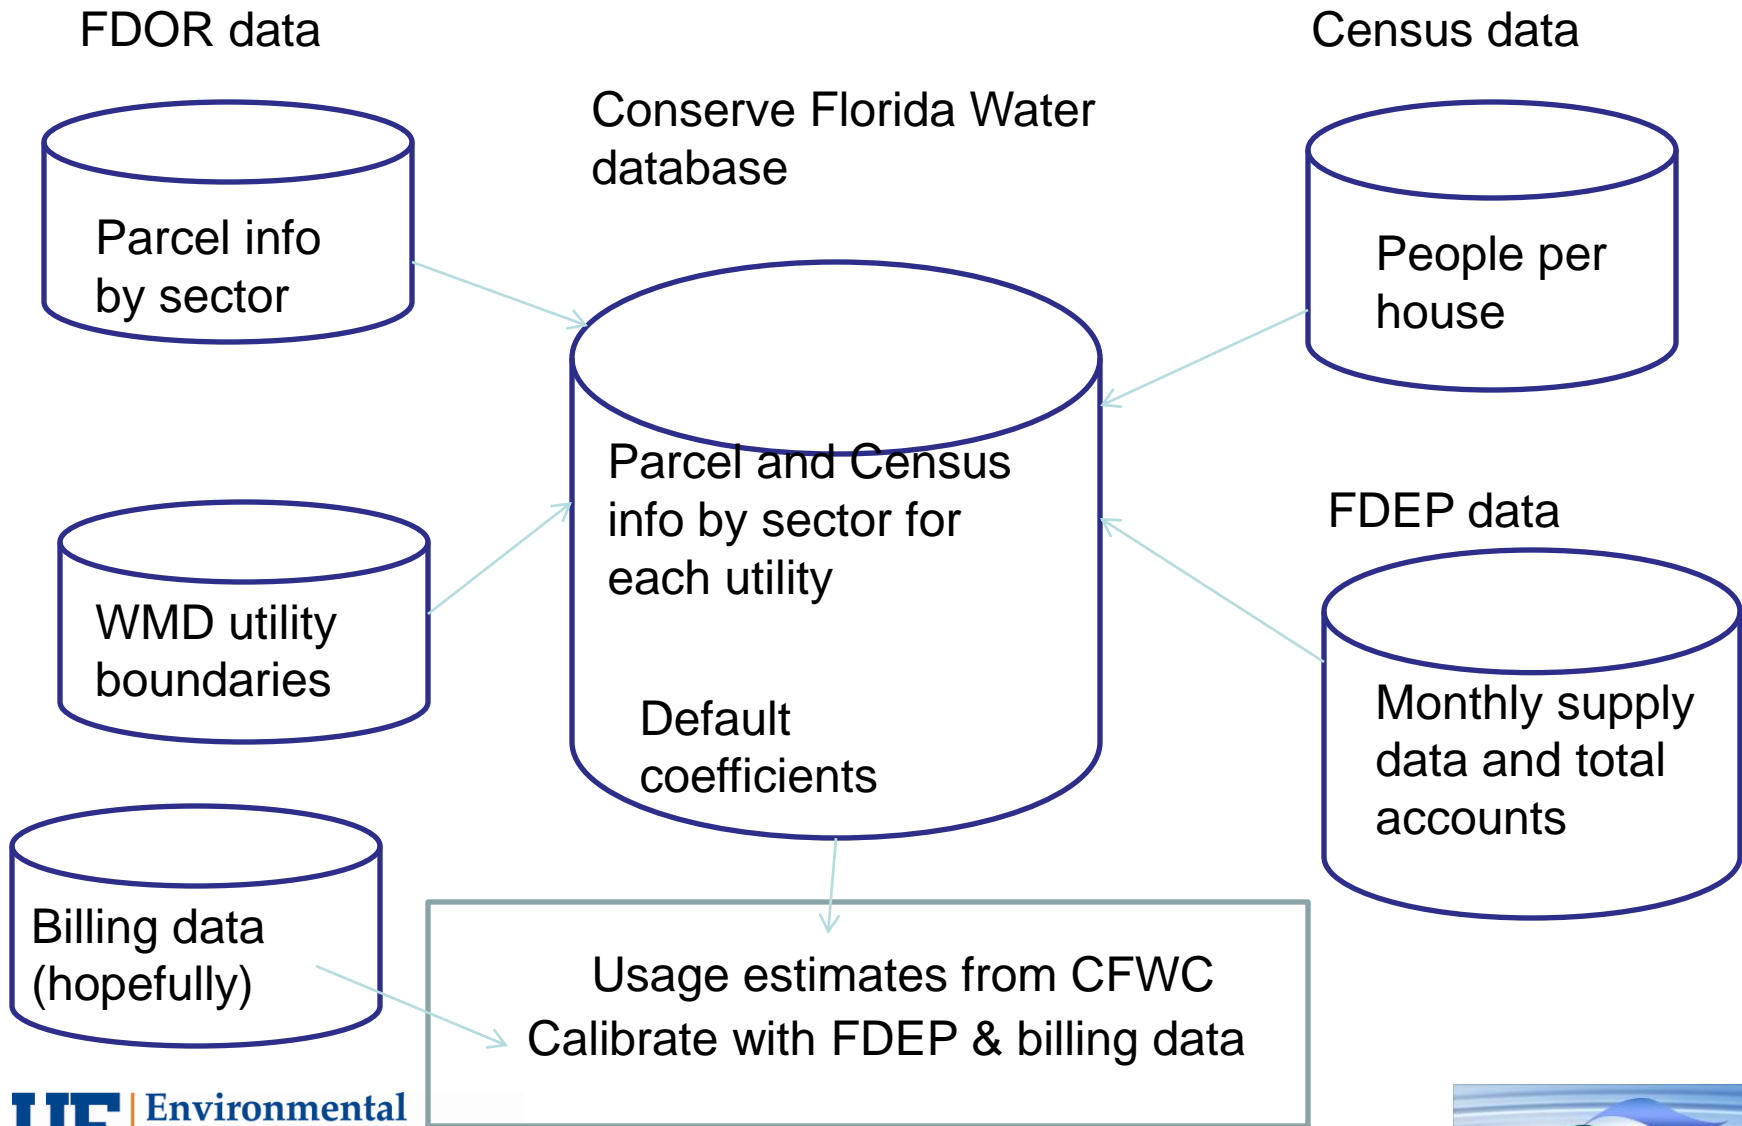 FDOR data
Census data
Conserve Florida Water
database
Parcel info
by sector
People per
house
Parcel and Census
info by sector for
each utility
Default
coefficients
WMD utility
boundaries
FDEP data
Monthly supply
data and total
accounts
Billing data
(hopefully)
Usage estimates from CFWC
Calibrate with FDEP & billing data
UF Environmental